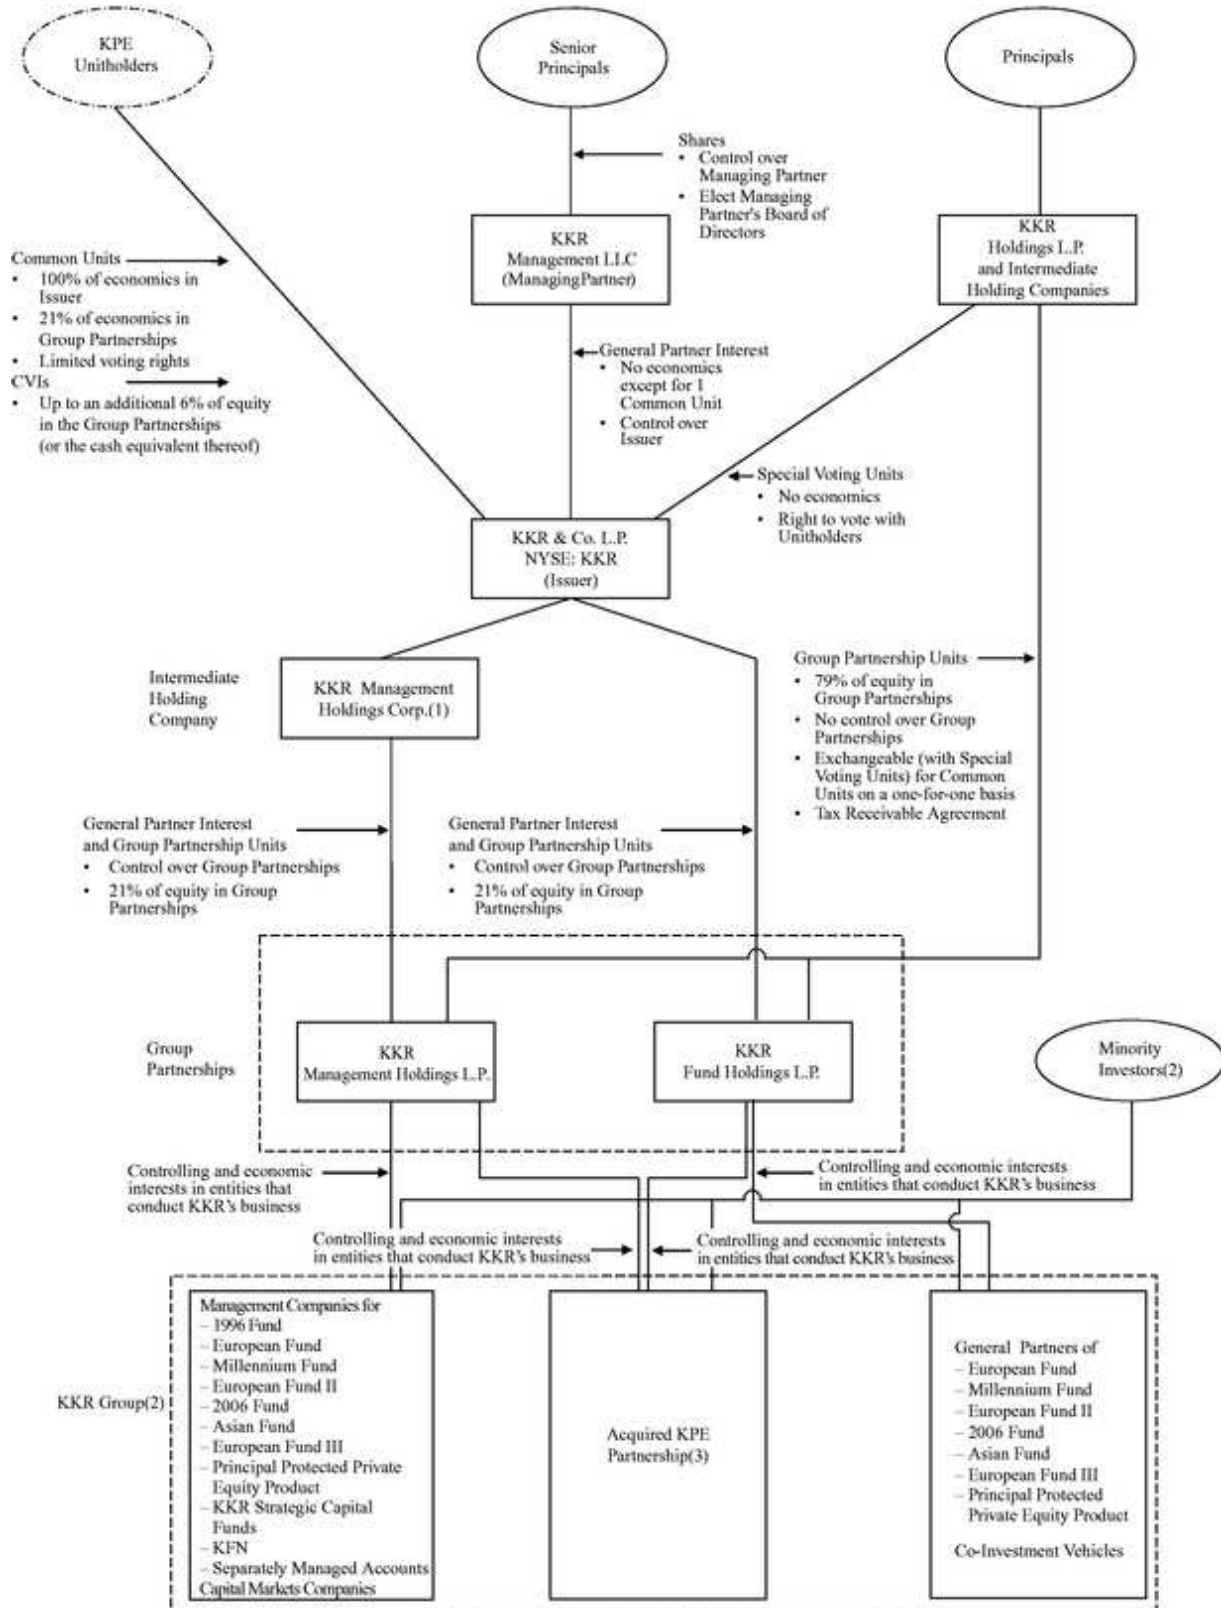 KPE
Unitholders
Senior
Principals
Principals
Shares
• Control over
Managing Partner
• Elect Managing
Partner's Board of
Directors
KKR
Management LLC
(ManagingPartner)
KKR
Holdings L.P.
and Intermediate
Holding Companies
Common Units
• 100% of economics in
Issuer
• 21% of economics in
Group Partnerships
• Limited voting rights
CVIs
• Up to an additional 6% of equity
in the Group Partnerships
(or the cash equivalent thereof)
General Partner Interest
• No economics
except for 1
Common Unit
• Control over
Issuer
Special Voting Units
• No economics
• Right to vote with
Unitholders
KKR & Co. L.P.
NYSE: KKR
(Issuer)
Intermediate
Holding
Company
KKR Management
Holdings Corp.(1)
Group Partnership Units
• 79% of equity in
Group Partnerships
• No control over Group
Partnerships
• Exchangeable (with Special
Voting Units) for Common
Units on a one-for-one basis
• Tax Receivable Agreement
General Partner Interest
and Group Partnership Units
• Control over Group Partnerships
• 21% of equity in Group
Partnerships
General Partner Interest
and Group Partnership Units
• Control over Group Partnerships
• 21% of equity in Group
Partnerships
Group
Partnerships
KKR
Management Holdings L.P.
KKR
Fund Holdings L.P.
Minority
Investors(2)
Controlling and economic
interests in entities that
conduct KKR's business
Controlling and economic interests
in entities that conduct KKR's business
Controlling and economic interests
in entities that conduct KKR's business
Controlling and economic interests
in entities that conduct KKR's business
KKR Group(2)
Management Companies for
– 1996 Fund
– European Fund
– Millennium Fund
– European Fund II
– 2006 Fund
– Asian Fund
– European Fund III
– Principal Protected Private
Equity Product
– KKR Strategic Capital
Funds
– KFN
– Separately Managed Accounts
Capital Markets Companies
Acquired KPE
Partnership(3)
General Partners of
– European Fund
– Millennium Fund
– European Fund II
– 2006 Fund
– Asian Fund
– European Fund III
– Principal Protected
Private Equity Product
Co-Investment Vehicles